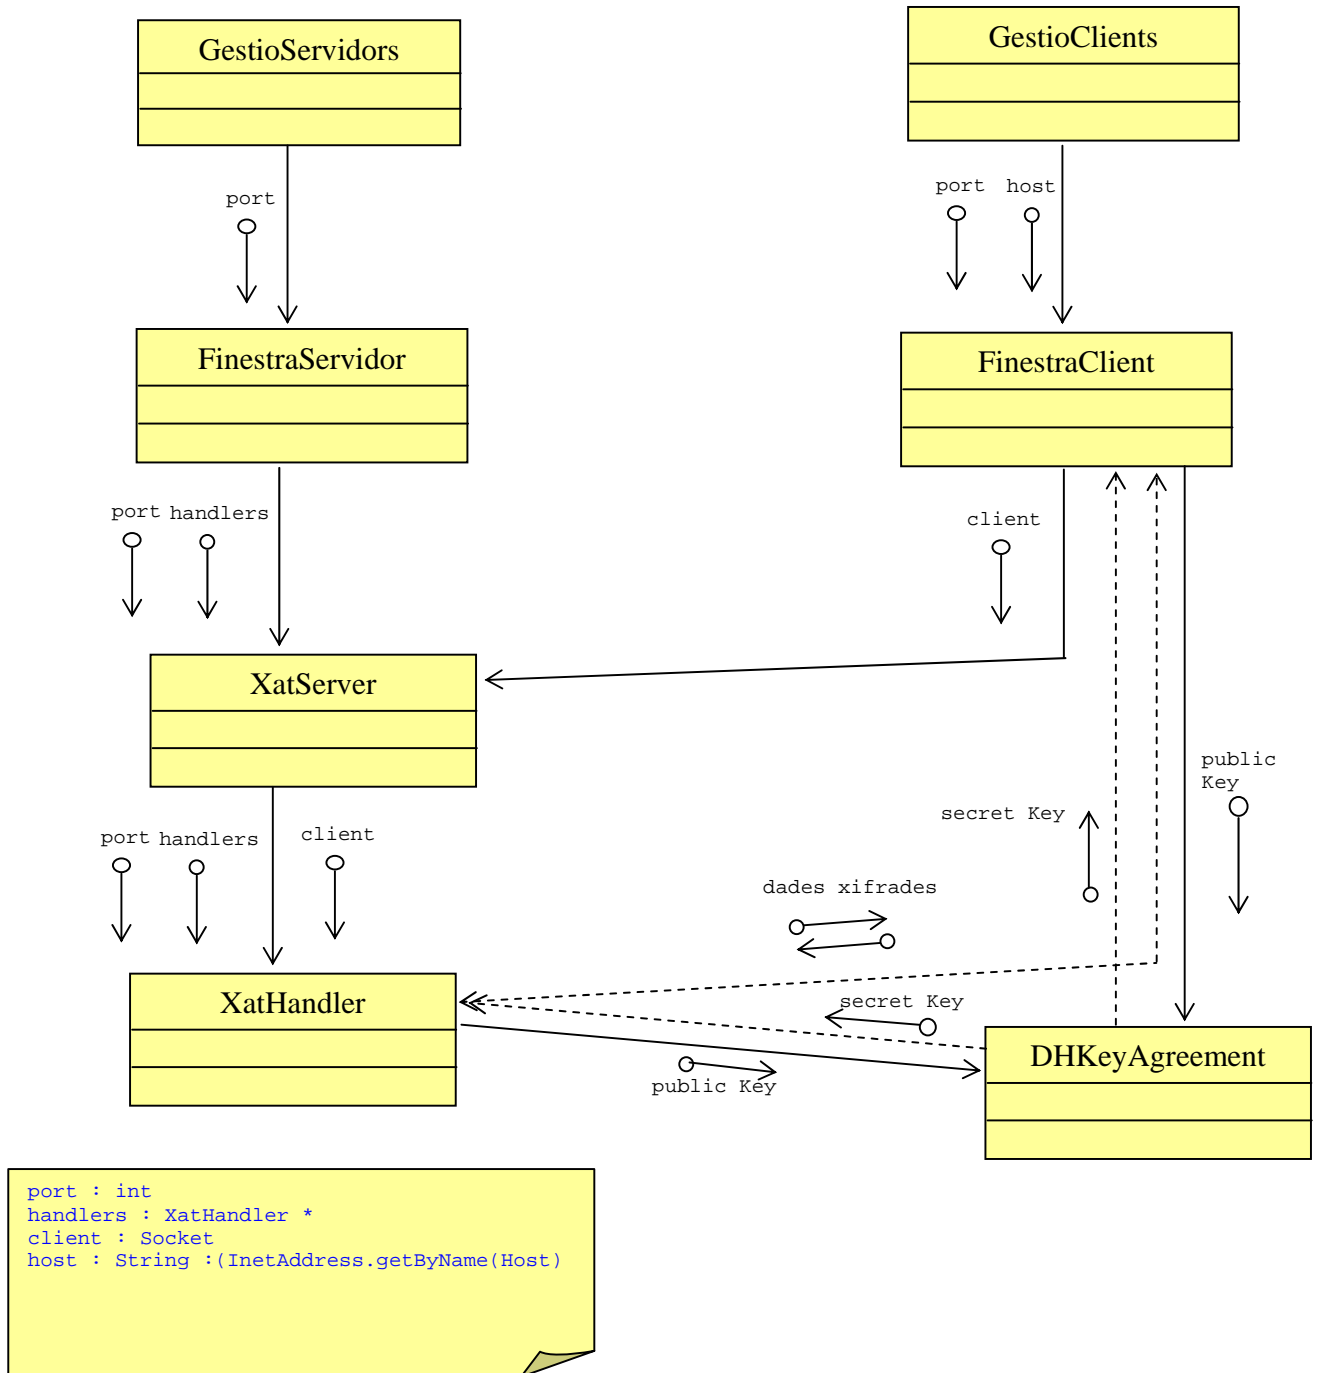 GestioServidors
GestioClients
port
port host
FinestraServidor
FinestraClient
port handlers
client
XatServer
public
Key
secret Key
port handlers client
dades xifrades
XatHandler
secret Key
DHKeyAgreement
public Key
port : int
handlers : XatHandler *
client : Socket
host : String :(InetAddress.getByName(Host)